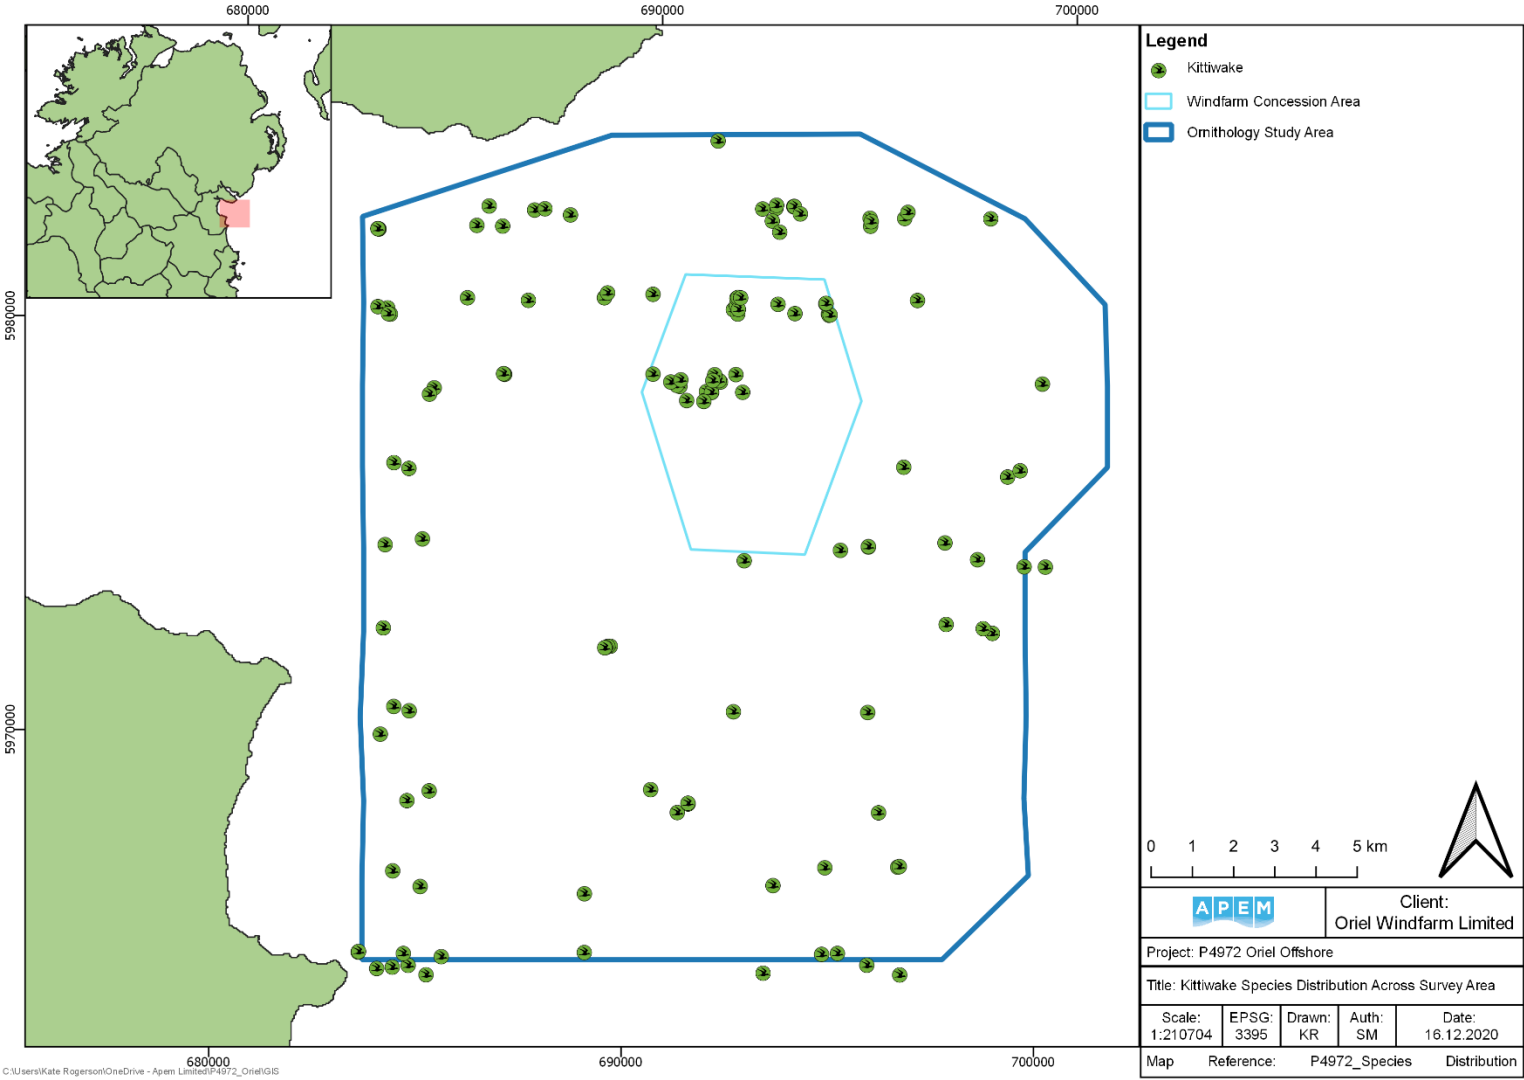 680000
690000
700000
5980000
5970000
680000
690000
700000
Legend
Kittiwake
Windfarm Concession Area
Ornithology Study Area
0 1 2 3 4 5 km
APEM
Client:
Oriel Windfarm Limited
Project: P4972 Oriel Offshore
Title: Kittiwake Species Distribution Across Survey Area
Scale:
1:210704
EPSG:
3395
Drawn:
KR
Auth:
SM
Date:
16.12.2020
Map Reference: P4972_Species Distribution
C:\Users\Kate Rogerson\OneDrive - Apem Limited\P4972_Oriel\GIS